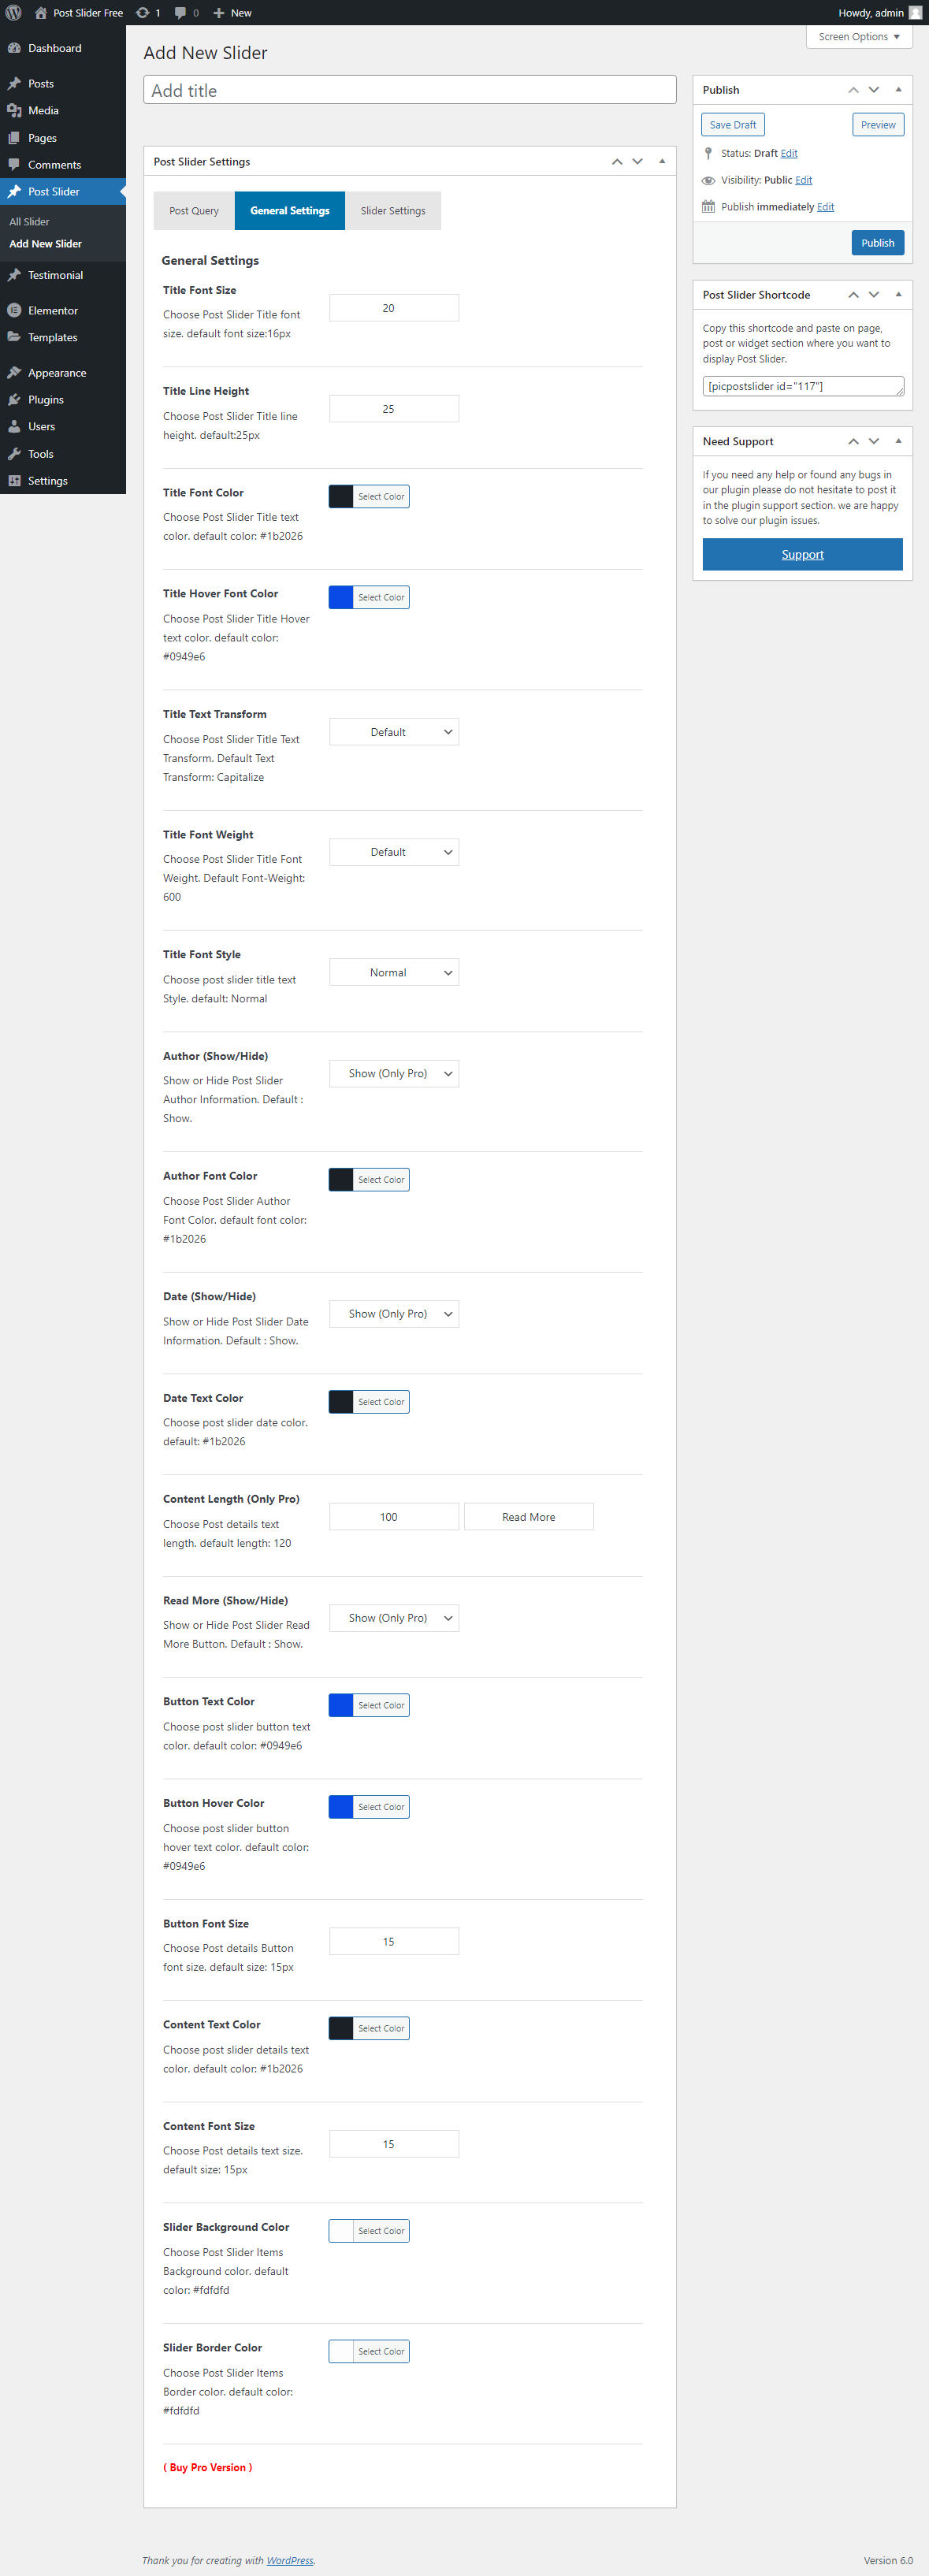 Post Slider Free 1 0 New Howdy, admin
Dashboard
Posts
Media
Pages
Comments
Post Slider
All Slider
Add New Slider
Testimonial
Elementor
Templates
Appearance
Plugins
Users
Tools
Settings
Screen Options
Add New Slider
Add title
Post Slider Settings
Post Query General Settings Slider Settings
General Settings
Title Font Size
Choose Post Slider Title font
size. default font size:16px
20
Title Line Height
Choose Post Slider Title line
height. default:25px
25
Title Font Color
Choose Post Slider Title text
color. default color: #1b2026
Select Color
Title Hover Font Color
Choose Post Slider Title Hover
text color. default color:
#0949e6
Select Color
Title Text Transform
Choose Post Slider Title Text
Transform. Default Text
Transform: Capitalize
Default
Title Font Weight
Choose Post Slider Title Font
Weight. Default Font-Weight:
600
Default
Title Font Style
Choose post slider title text
Style. default: Normal
Normal
Author (Show/Hide)
Show or Hide Post Slider
Author Information. Default :
Show.
Show (Only Pro)
Author Font Color
Choose Post Slider Author
Font Color. default font color:
#1b2026
Select Color
Date (Show/Hide)
Show or Hide Post Slider Date
Information. Default : Show.
Show (Only Pro)
Date Text Color
Choose post slider date color.
default: #1b2026
Select Color
Content Length (Only Pro)
Choose Post details text
length. default length: 120
100 Read More
Read More (Show/Hide)
Show or Hide Post Slider Read
More Button. Default : Show.
Show (Only Pro)
Button Text Color
Choose post slider button text
color. default color: #0949e6
Select Color
Button Hover Color
Choose post slider button
hover text color. default color:
#0949e6
Select Color
Button Font Size
Choose Post details Button
font size. default size: 15px
15
Content Text Color
Choose post slider details text
color. default color: #1b2026
Select Color
Content Font Size
Choose Post details text size.
default size: 15px
15
Slider Background Color
Choose Post Slider Items
Background color. default
color: #fdfdfd
Select Color
Slider Border Color
Choose Post Slider Items
Border color. default color:
#fdfdfd
Select Color
( Buy Pro Version )
Publish
Save Draft Preview
Status: Draft Edit
Visibility: Public Edit
Publish immediately Edit
Publish
Post Slider Shortcode
Copy this shortcode and paste on page,
post or widget section where you want to
display Post Slider.
[picpostslider id="117"]
Need Support
If you need any help or found any bugs in
our plugin please do not hesitate to post it
in the plugin support section. we are happy
to solve our plugin issues.
Support
Thank you for creating with WordPress. Version 6.0